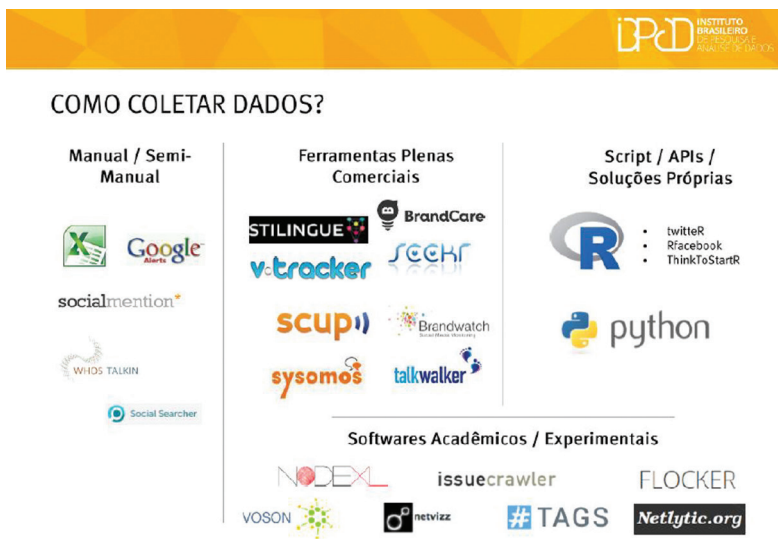 IBPAD INSTITUTO
BRASILEIRO
DE PESQUISA E
ANÁLISE DE DADOS
COMO COLETAR DADOS?
Manual / Semi-
Manual
Google
Alerts
socialmention*
WHOS TALKIN
Social Searcher
Ferramentas Plenas
Comerciais
STILINGUE
BrandCare
v-tracker
seekr
scup
Brandwatch
sysomos
talkwalker
Script / APIs /
Soluções Próprias
R
• twitteR
• Rfacebook
• ThinkToStartR
python
Softwares Acadêmicos / Experimentais
NODEXL
issuecrawler
FLOCKER
VOSON
netvizz
# TAGS
Netlytic.org